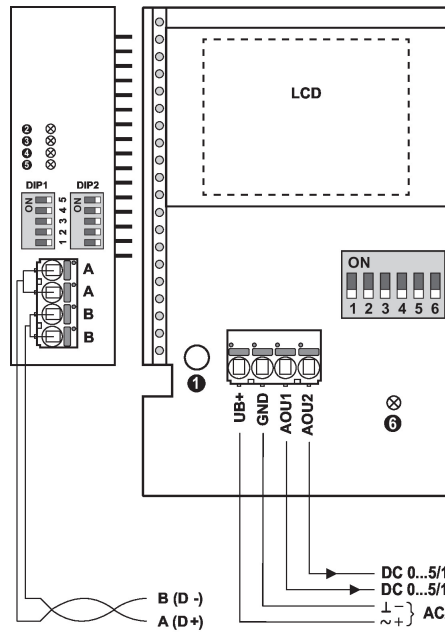 LCD
❷
❸
❹
❺
DIP1 DIP2
ON
1 2 3 4 5
ON
A
A
B
B
ON
1 2 3 4 5 6
❶
UB+ GND AOU1 AOU2
❻
DC 0...5/1
DC 0...5/1
B (D -)
⊥ −
A (D+)
~ + } AC